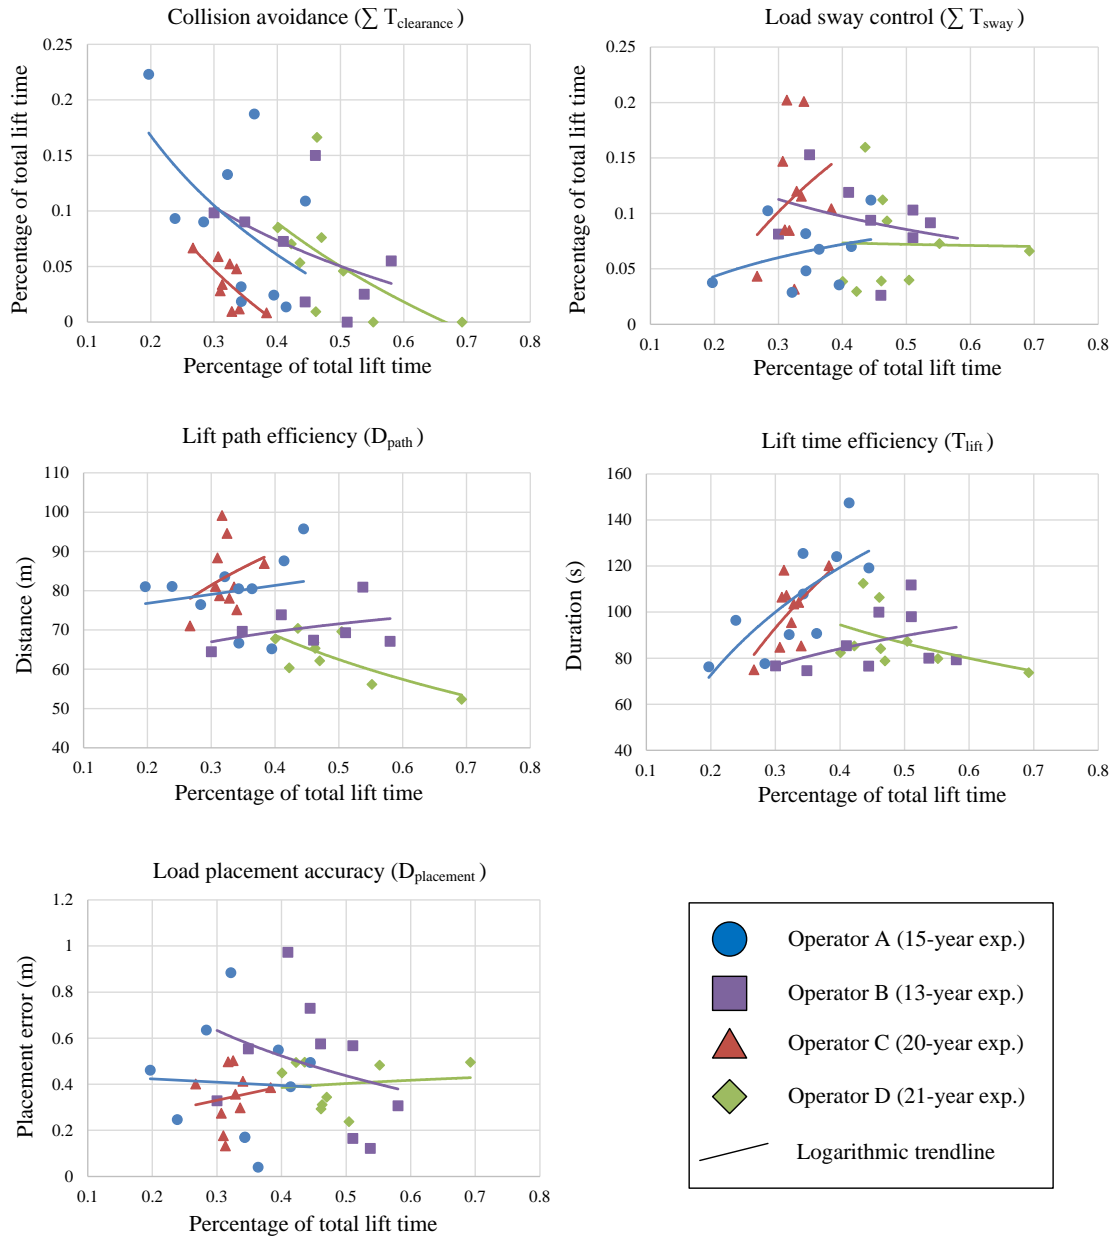 Collision avoidance (∑ Tclearance)
Percentage of total lift time
0.25
0.2
0.15
0.1
0.05
0
0.1 0.2 0.3 0.4 0.5 0.6 0.7 0.8
Percentage of total lift time
Load sway control (∑ Tsway)
Percentage of total lift time
0.25
0.2
0.15
0.1
0.05
0
0.1 0.2 0.3 0.4 0.5 0.6 0.7 0.8
Percentage of total lift time
Lift path efficiency (Dpath)
Distance (m)
110
100
90
80
70
60
50
40
0.1 0.2 0.3 0.4 0.5 0.6 0.7 0.8
Percentage of total lift time
Lift time efficiency (Tlift)
Duration (s)
160
140
120
100
80
60
40
0.1 0.2 0.3 0.4 0.5 0.6 0.7 0.8
Percentage of total lift time
Load placement accuracy (Dplacement)
Placement error (m)
1.2
1
0.8
0.6
0.4
0.2
0
0.1 0.2 0.3 0.4 0.5 0.6 0.7 0.8
Percentage of total lift time
Operator A (15-year exp.)
Operator B (13-year exp.)
Operator C (20-year exp.)
Operator D (21-year exp.)
Logarithmic trendline